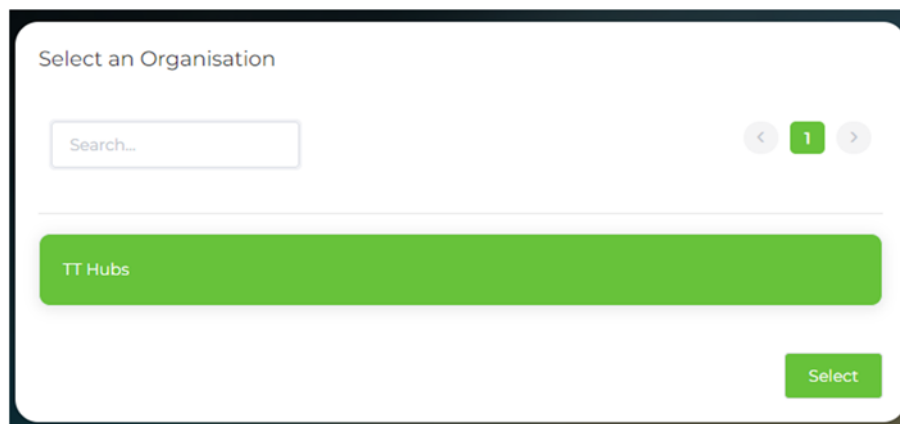 Select an Organisation
Search...
1
TT Hubs
Select